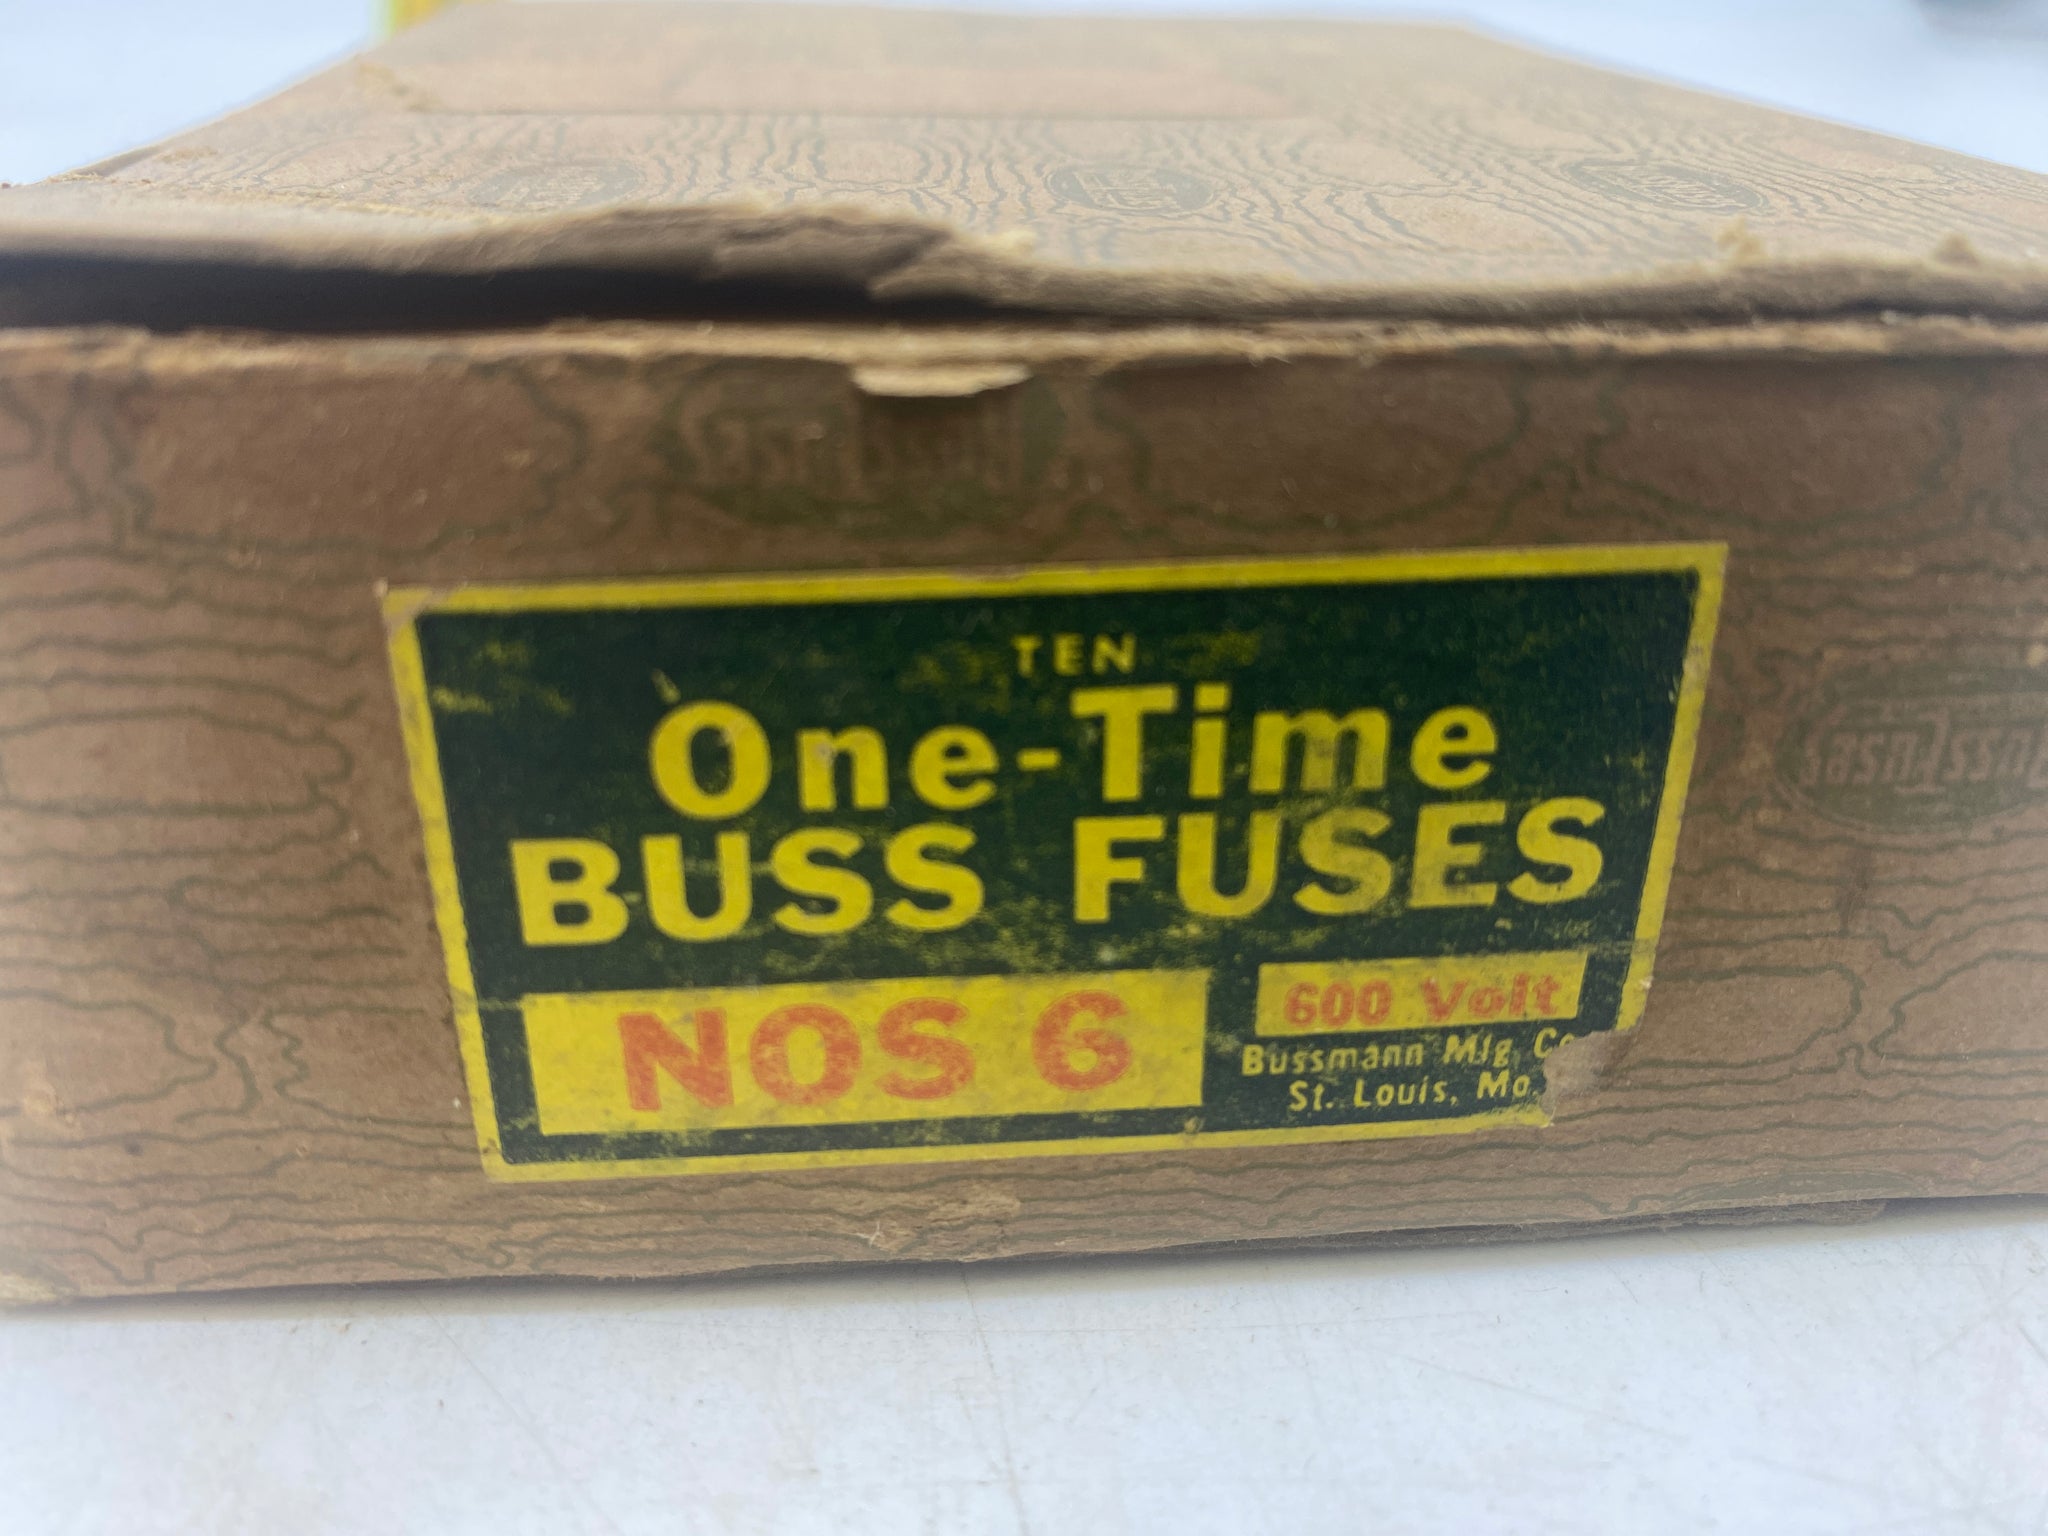 TEN
One-Time
BUSS FUSES
NOS 6
600 Volt
Bussmann Mfg. Co
St. Louis, Mo.